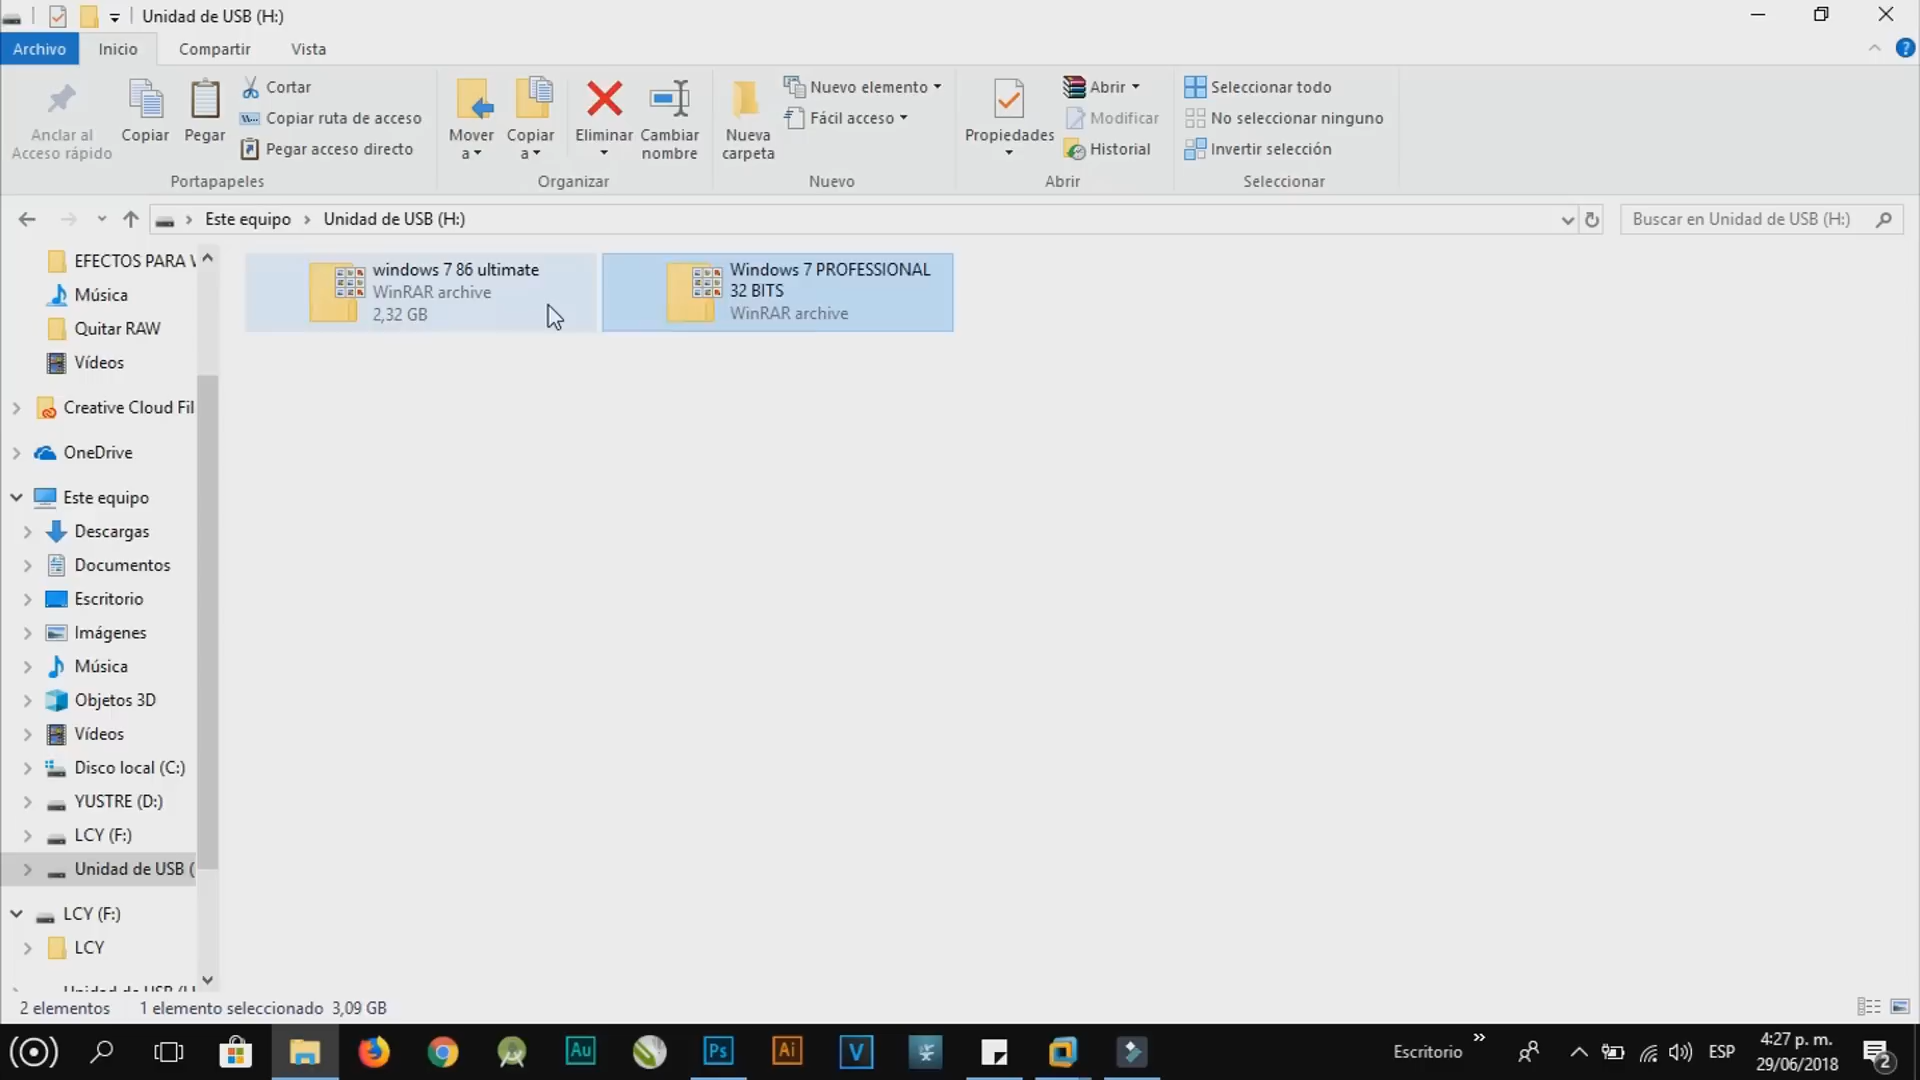 Unidad de USB (H:)
Archivo
Inicio
Compartir
Vista
Anclar al
Acceso rápido
Copiar
Pegar
Cortar
Copiar ruta de acceso
Pegar acceso directo
Portapapeles
Mover
a
Copiar
a
Eliminar
Cambiar
nombre
Organizar
Nueva
carpeta
Nuevo elemento
Fácil acceso
Nuevo
Propiedades
Abrir
Modificar
Historial
Abrir
Seleccionar todo
No seleccionar ninguno
Invertir selección
Seleccionar
Este equipo > Unidad de USB (H:)
Buscar en Unidad de USB (H:)
EFECTOS PARA
Música
Quitar RAW
Vídeos
Creative Cloud Fil
OneDrive
Este equipo
Descargas
Documentos
Escritorio
Imágenes
Música
Objetos 3D
Vídeos
Disco local (C:)
YUSTRE (D:)
LCY (F:)
Unidad de USB (
LCY (F:)
LCY
windows 7 86 ultimate
WinRAR archive
2,32 GB
Windows 7 PROFESSIONAL
32 BITS
WinRAR archive
2 elementos
1 elemento seleccionado 3,09 GB
Au
Ps
Ai
V
Escritorio
ESP
4:27 p. m.
29/06/2018
2